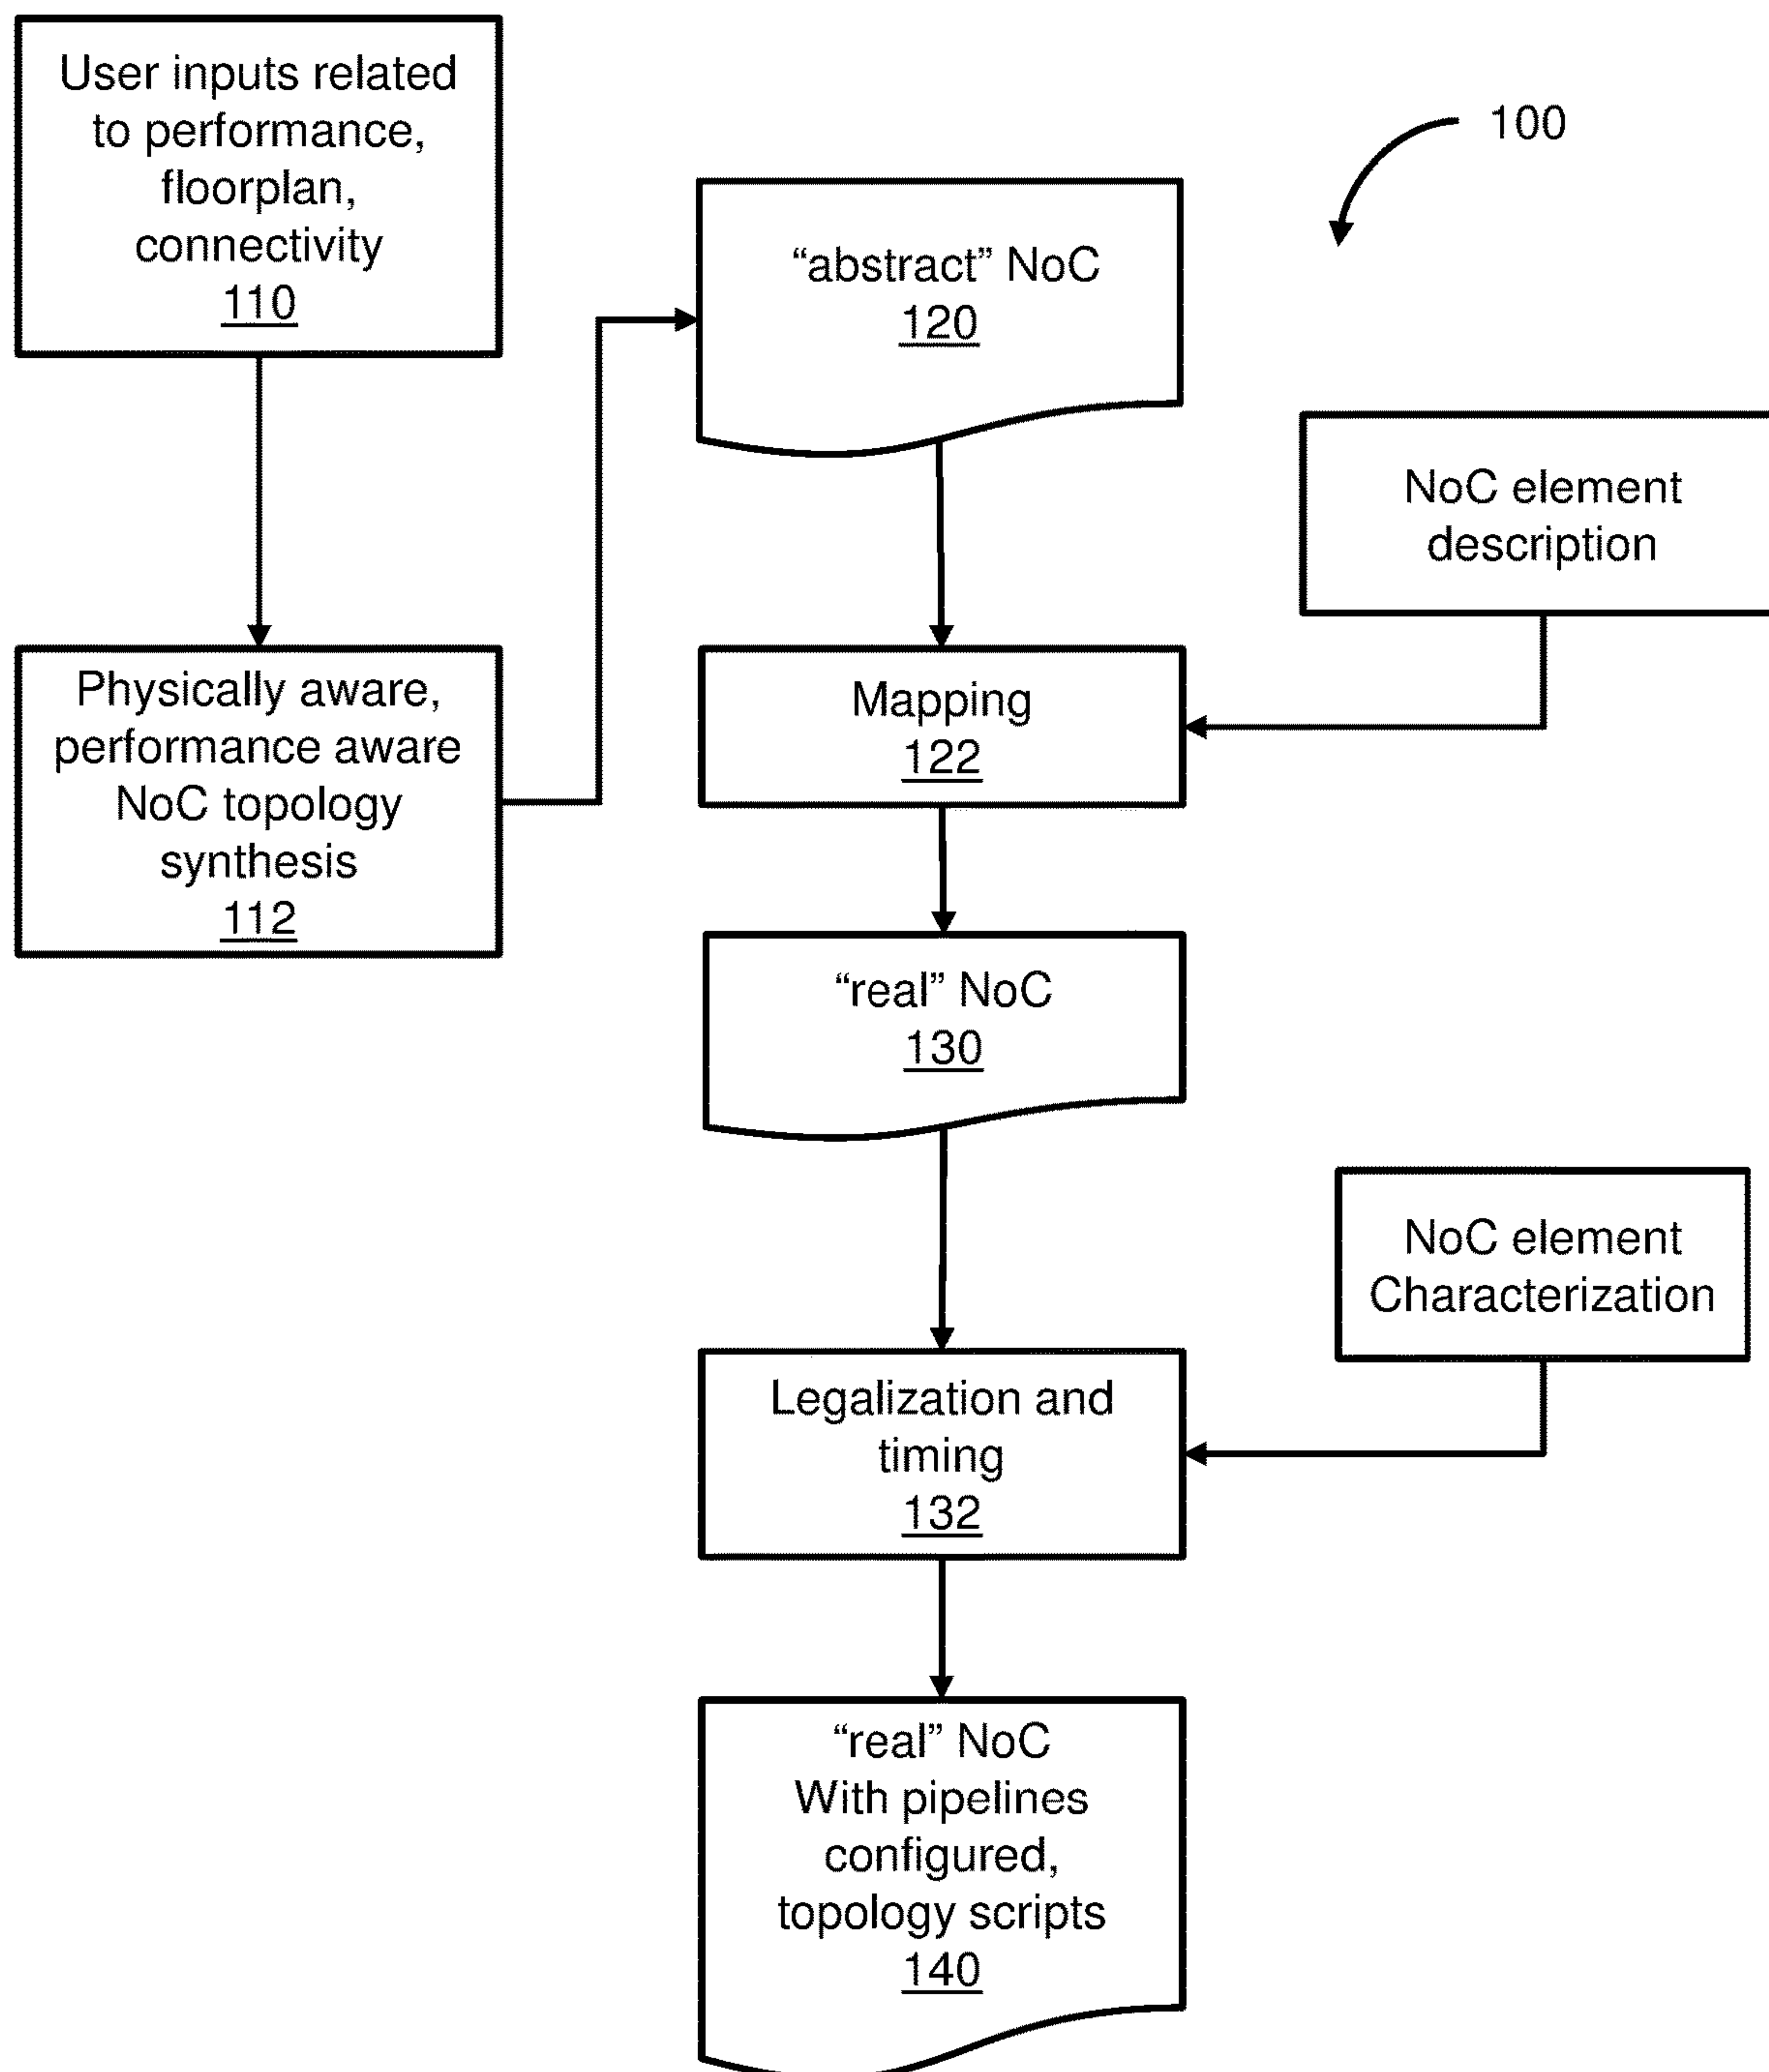 User inputs related
to performance,
floorplan,
connectivity
110
100
“abstract” NoC
120
NoC element
description
Physically aware,
performance aware
NoC topology
synthesis
112
Mapping
122
“real” NoC
130
NoC element
Characterization
Legalization and
timing
132
“real” NoC
With pipelines
configured,
topology scripts
140